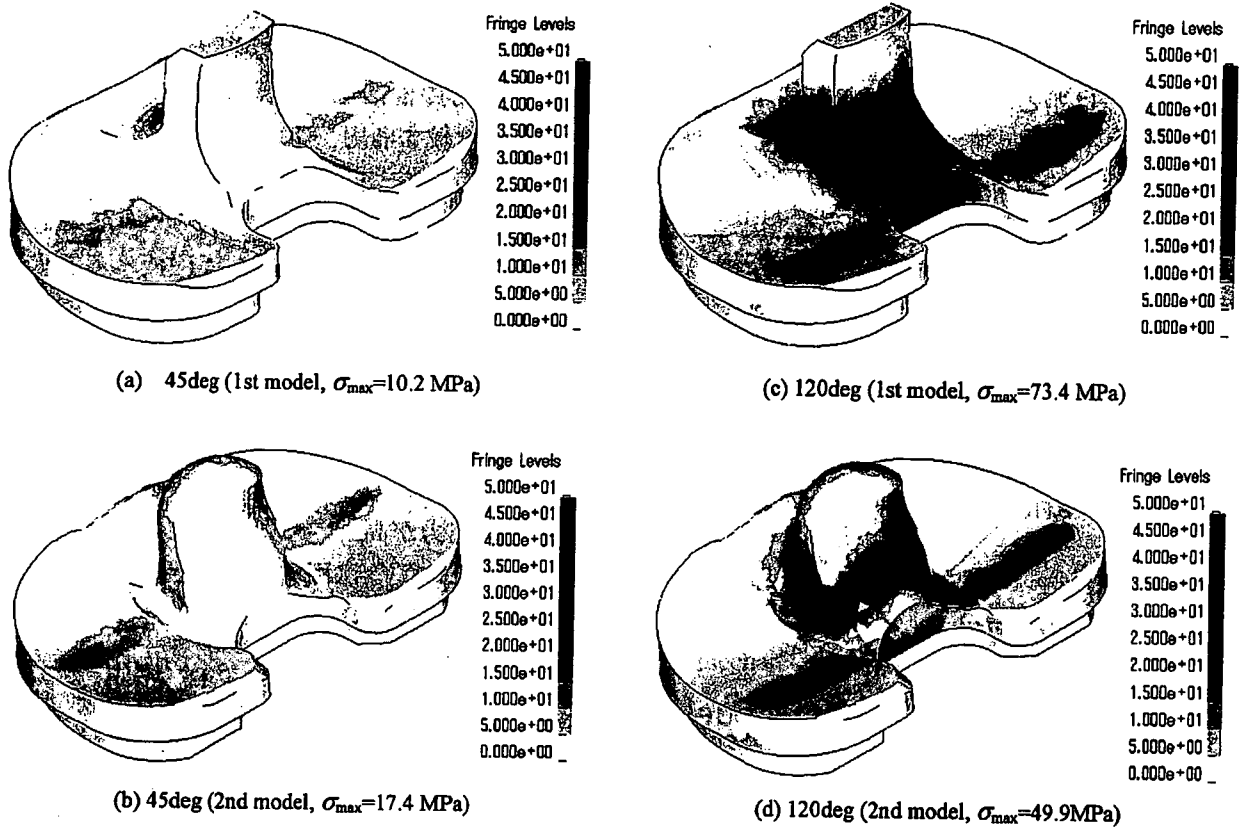 Fringe Levels
5.000e+01
4.500e+01
4.000e+01
3.500e+01
3.000e+01
2.500e+01
2.000e+01
1.500e+01
1.000e+01
5.000e+00
0.000e+00
(a) 45deg (1st model, σmax=10.2 MPa)
Fringe Levels
5.000e+01
4.500e+01
4.000e+01
3.500e+01
3.000e+01
2.500e+01
2.000e+01
1.500e+01
1.000e+01
5.000e+00
0.000e+00
(c) 120deg (1st model, σmax=73.4 MPa)
Fringe Levels
5.000e+01
4.500e+01
4.000e+01
3.500e+01
3.000e+01
2.500e+01
2.000e+01
1.500e+01
1.000e+01
5.000e+00
0.000e+00
(b) 45deg (2nd model, σmax=17.4 MPa)
Fringe Levels
5.000e+01
4.500e+01
4.000e+01
3.500e+01
3.000e+01
2.500e+01
2.000e+01
1.500e+01
1.000e+01
5.000e+00
0.000e+00
(d) 120deg (2nd model, σmax=49.9MPa)